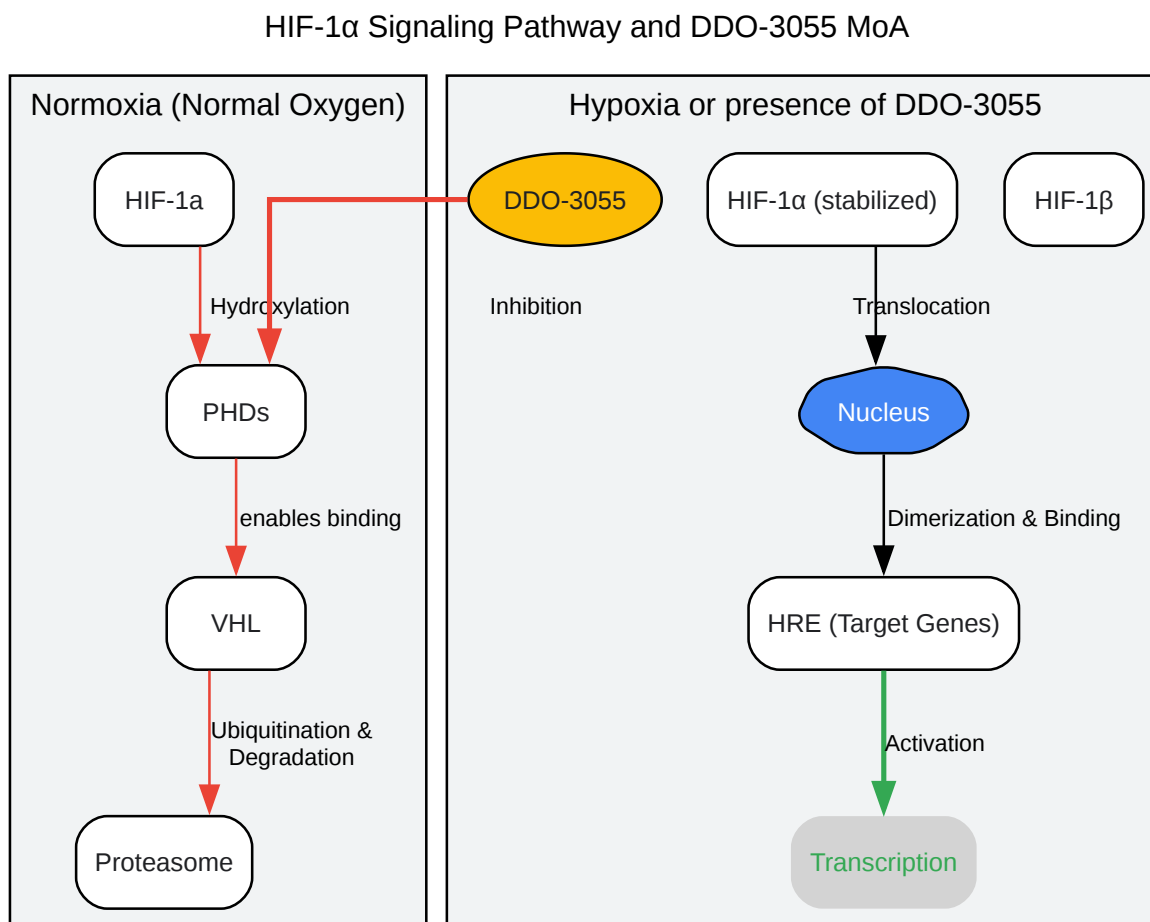 HIF-1α Signaling Pathway and DDO-3055 MoA
Normoxia (Normal Oxygen)
HIF-1a
Hydroxylation
PHDs
enables binding
VHL
Ubiquitination &
Degradation
Proteasome
Hypoxia or presence of DDO-3055
DDO-3055
HIF-1α (stabilized)
HIF-1β
Inhibition
Translocation
Nucleus
Dimerization & Binding
HRE (Target Genes)
Activation
Transcription